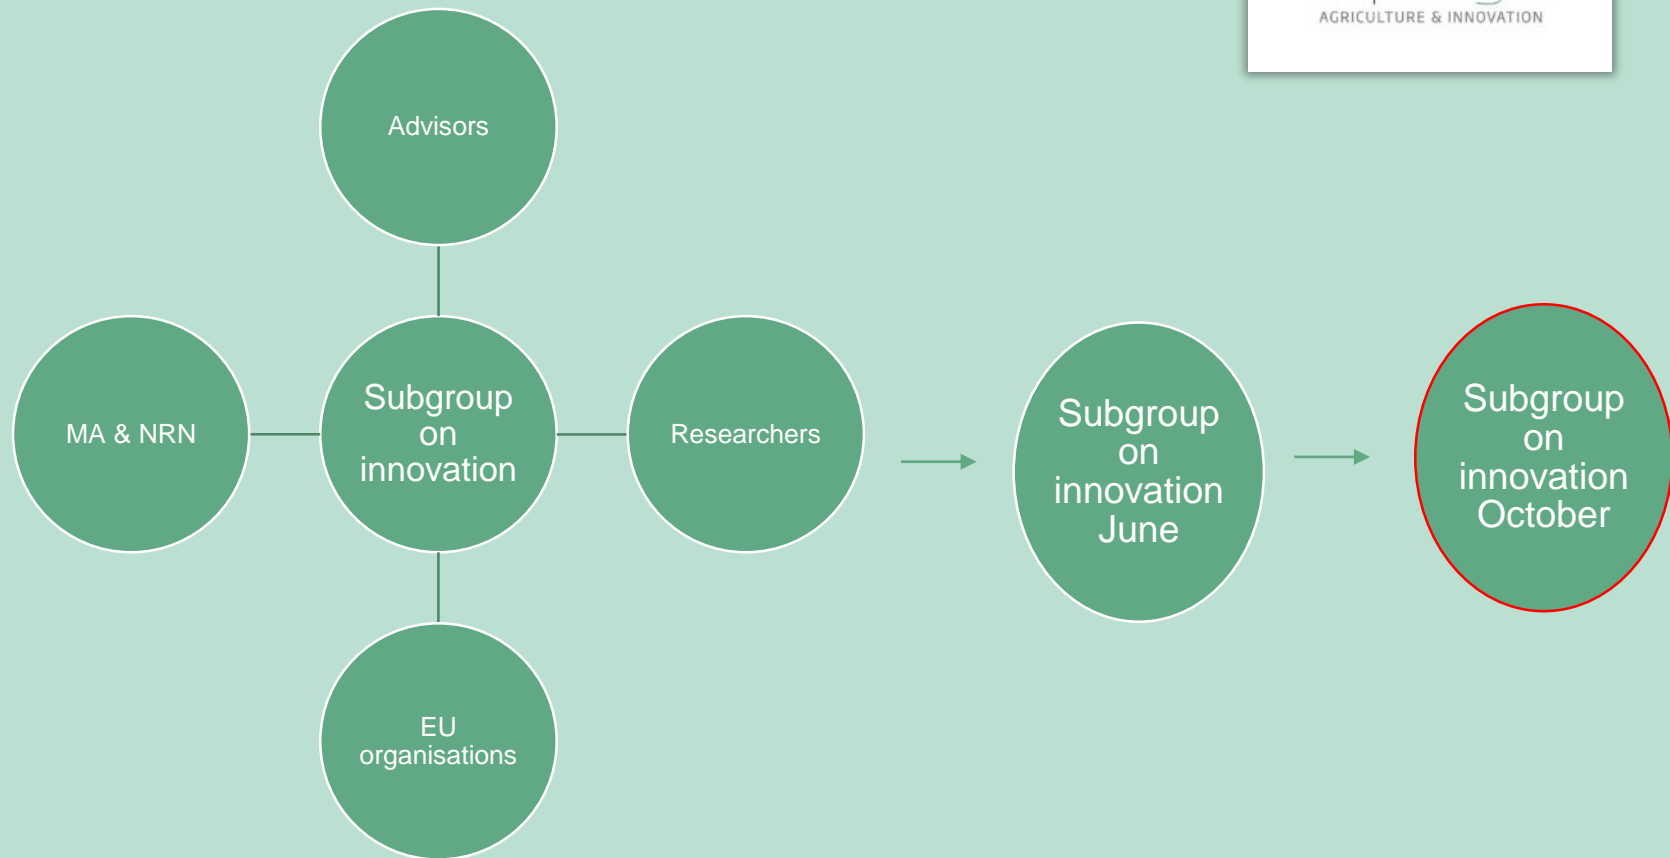 AGRICULTURE & INNOVATION
Advisors
MA & NRN
Subgroup
on
innovation
Researchers
EU
organisations
Subgroup
on
innovation
June
Subgroup
on
innovation
October